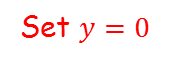 Set y = 0